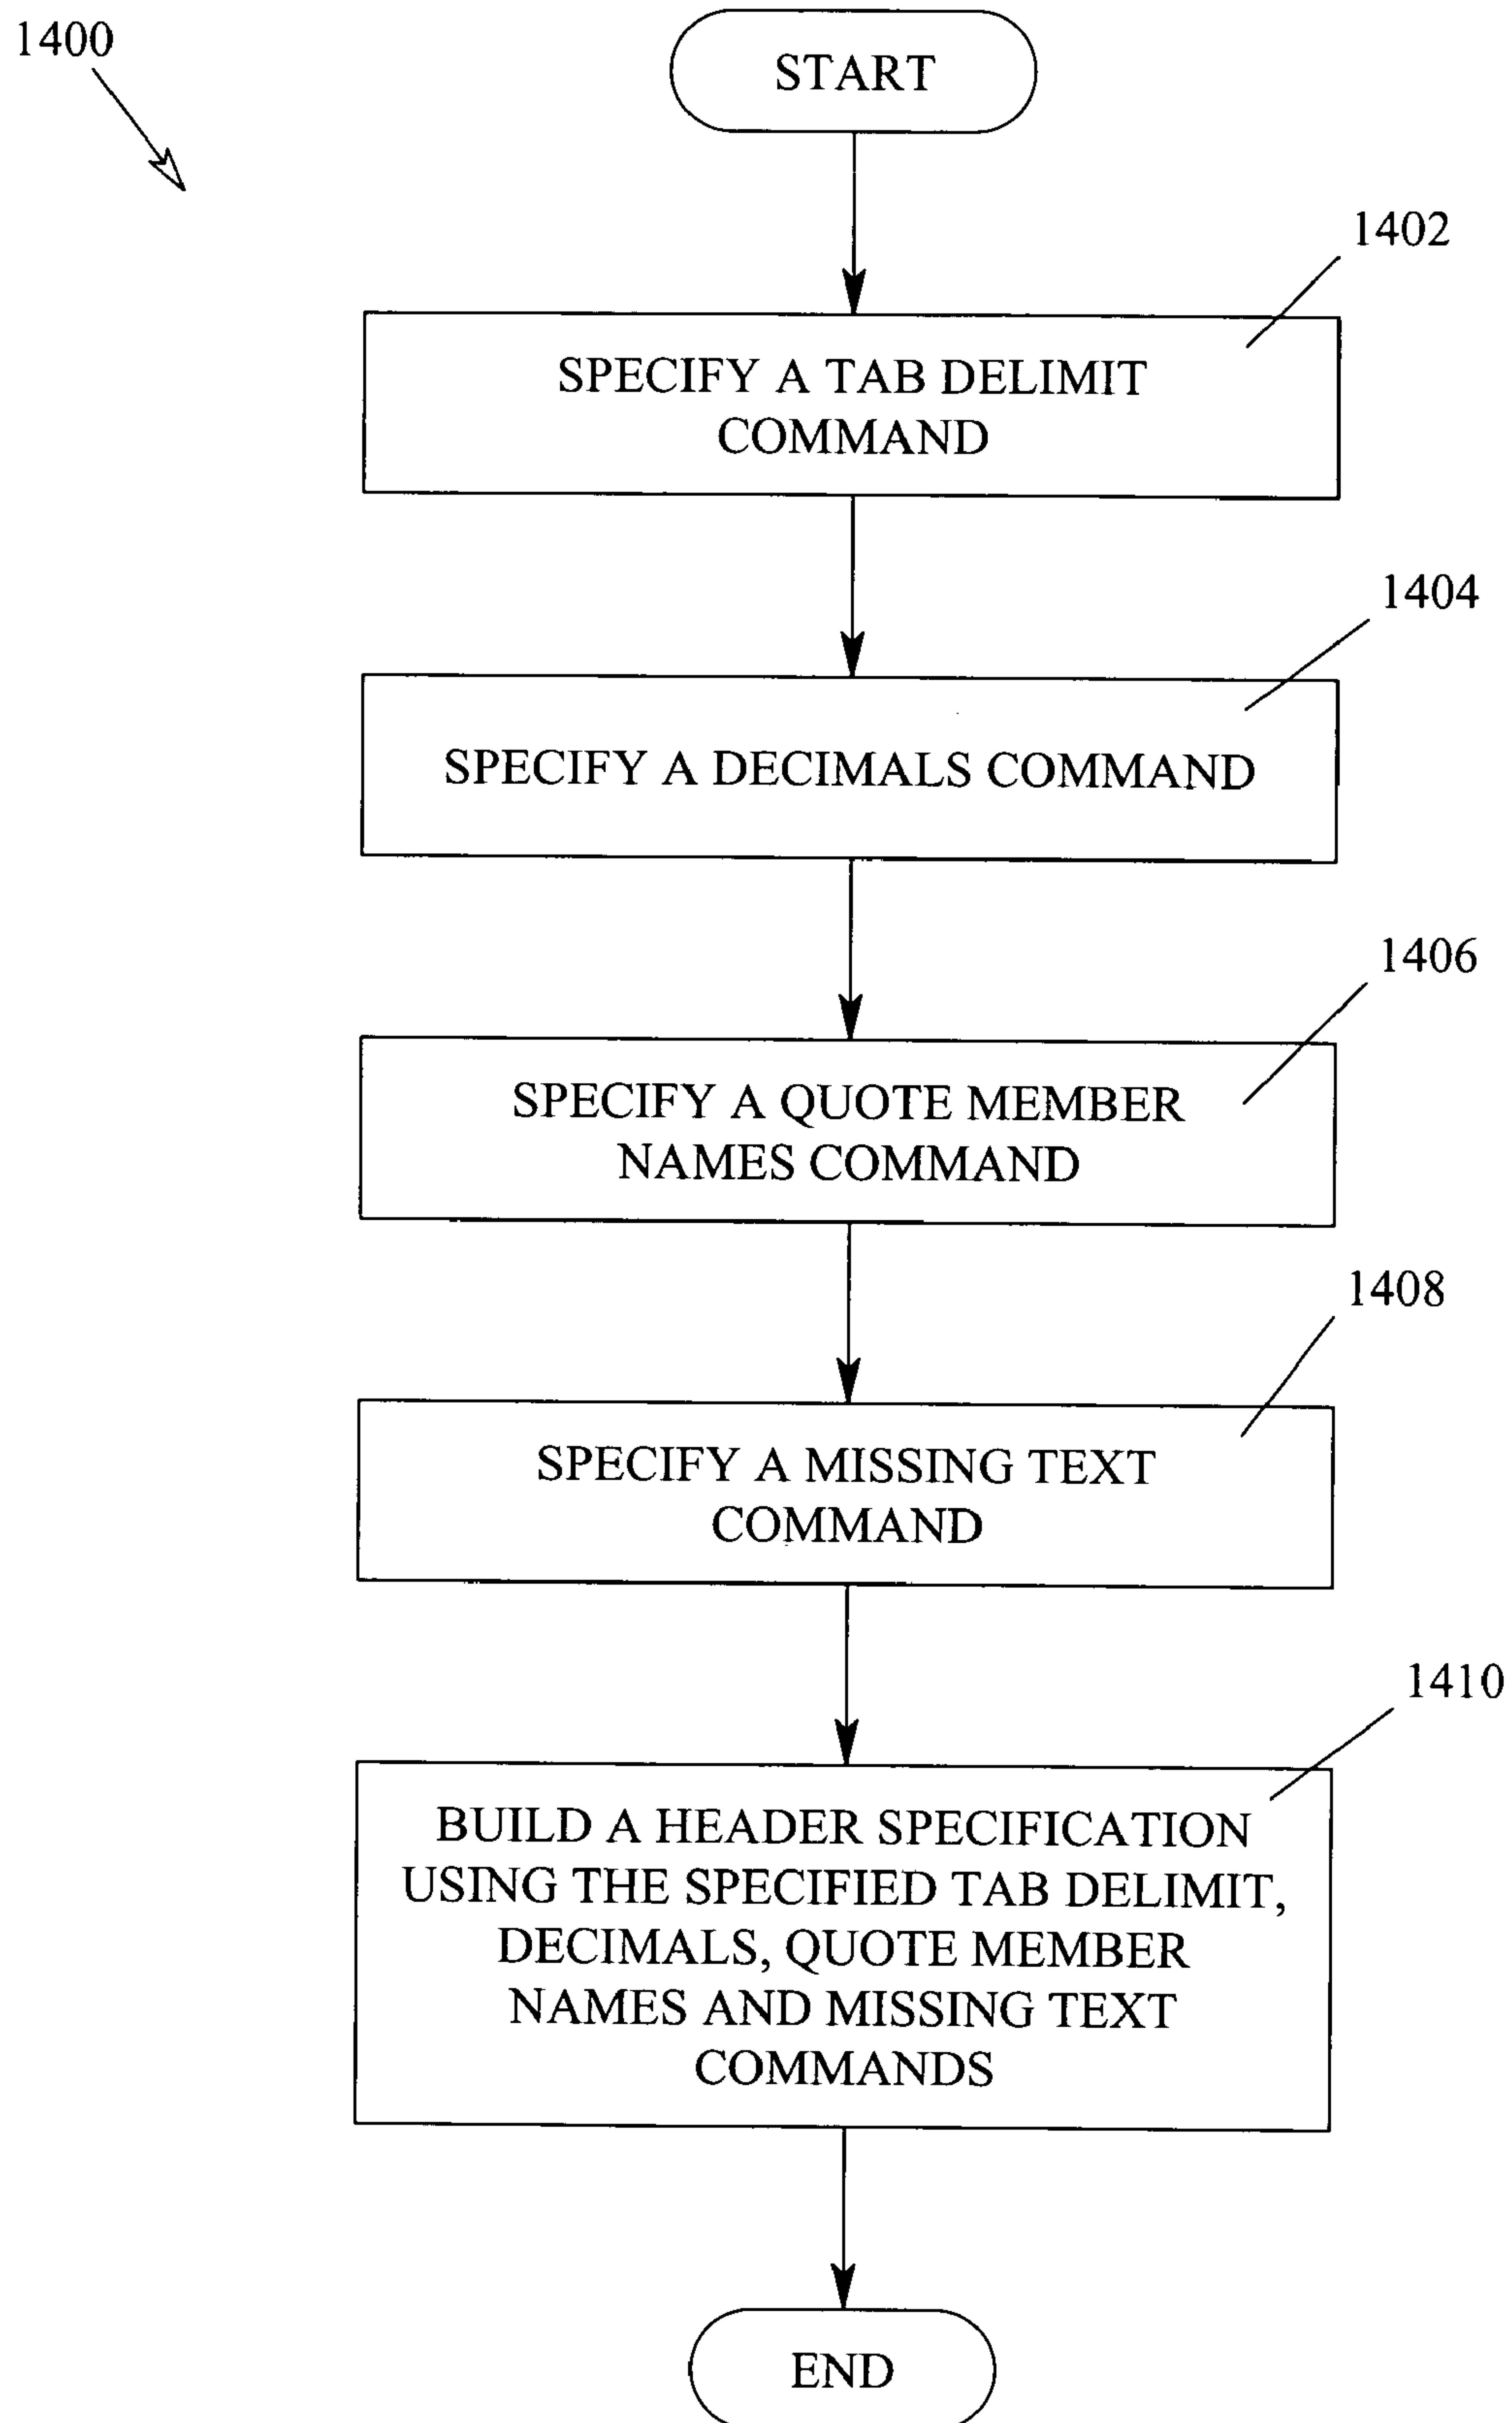 1400
START
1402
SPECIFY A TAB DELIMIT
COMMAND
1404
SPECIFY A DECIMALS COMMAND
1406
SPECIFY A QUOTE MEMBER
NAMES COMMAND
1408
SPECIFY A MISSING TEXT
COMMAND
1410
BUILD A HEADER SPECIFICATION
USING THE SPECIFIED TAB DELIMIT,
DECIMALS, QUOTE MEMBER
NAMES AND MISSING TEXT
COMMANDS
END